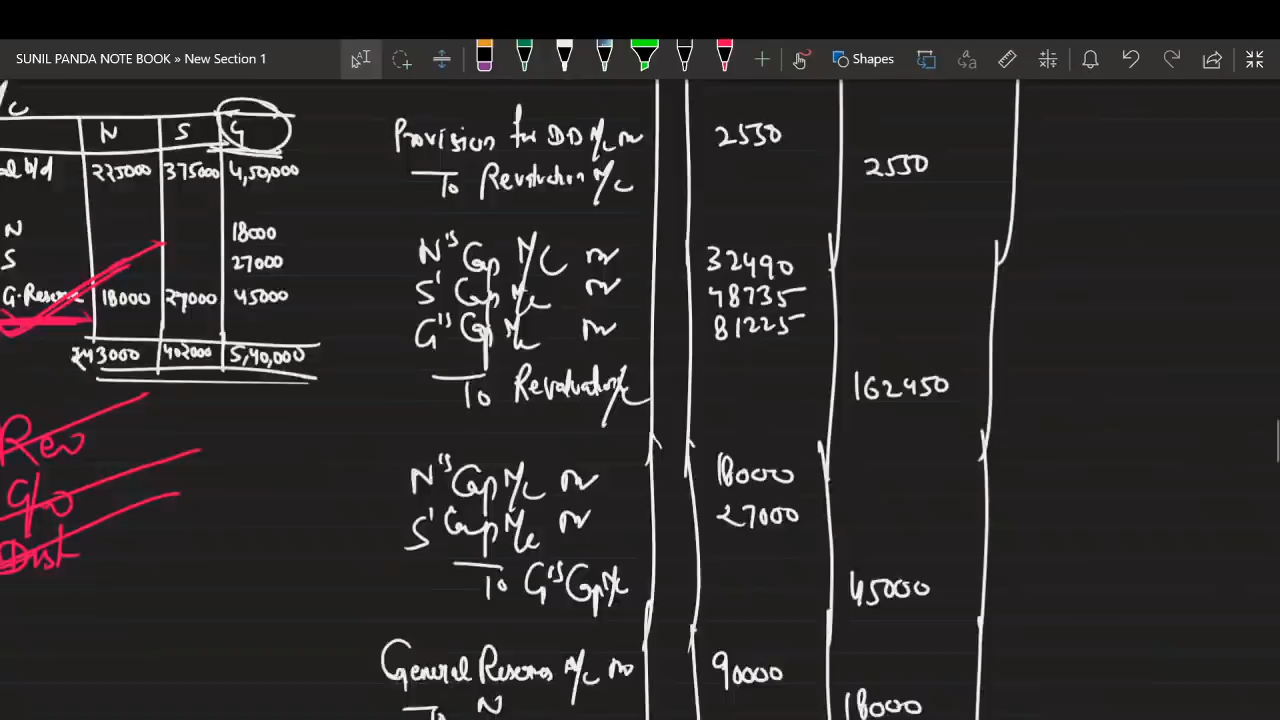 SUNIL PANDA NOTE BOOK » New Section 1
Shapes
/c
N S G
al b/d 225000 375000 4,50,000
N 18000
S 27000
G. Reserve 18000 27000 45000
243000 402000 5,40,000
Rev
G/o
Dist
Provision for DD A/c Dr 2550
To Revaluation A/c 2550
N's Cap A/C Dr 32490
S' Cap A/c Dr 48735
G's Cap A/c Dr 81225
To Revaluation A/c 162450
N's Cap A/C Dr 18000
S' Cap A/c Dr 27000
To G's Cap A/c 45000
General Reserve A/c Dr 90000
To N 18000